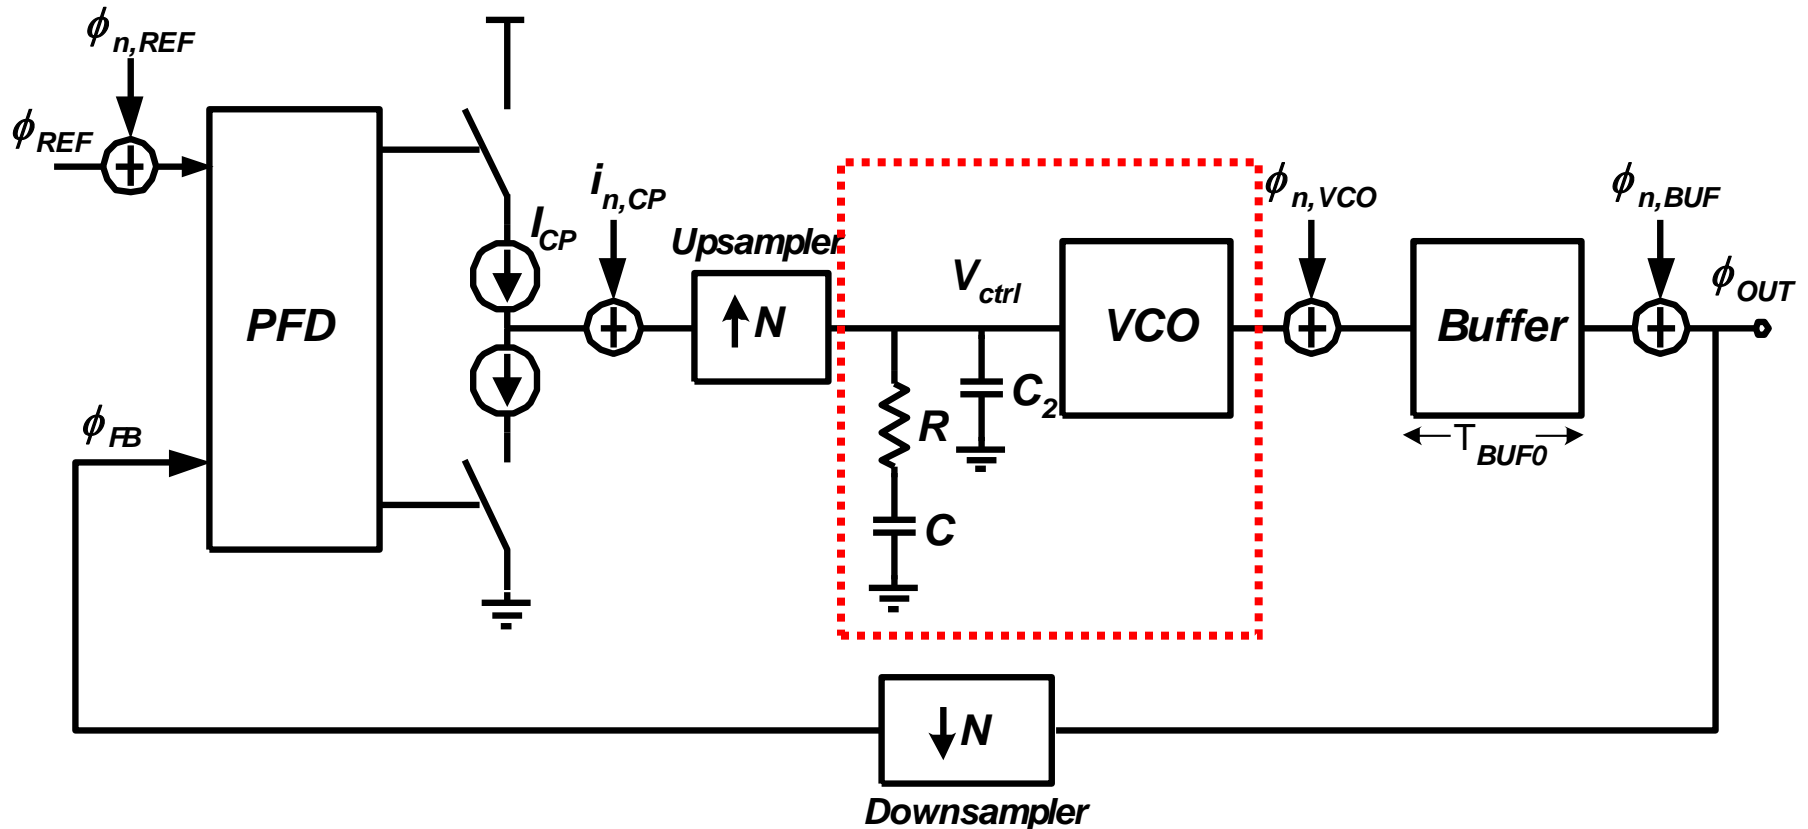 ϕn,REF
ϕREF
PFD
ICP
in,CP
Upsampler
↑N
Vctrl
R
C
C2
VCO
ϕn,VCO
Buffer
TBUF0
ϕn,BUF
ϕOUT
ϕFB
↓N
Downsampler